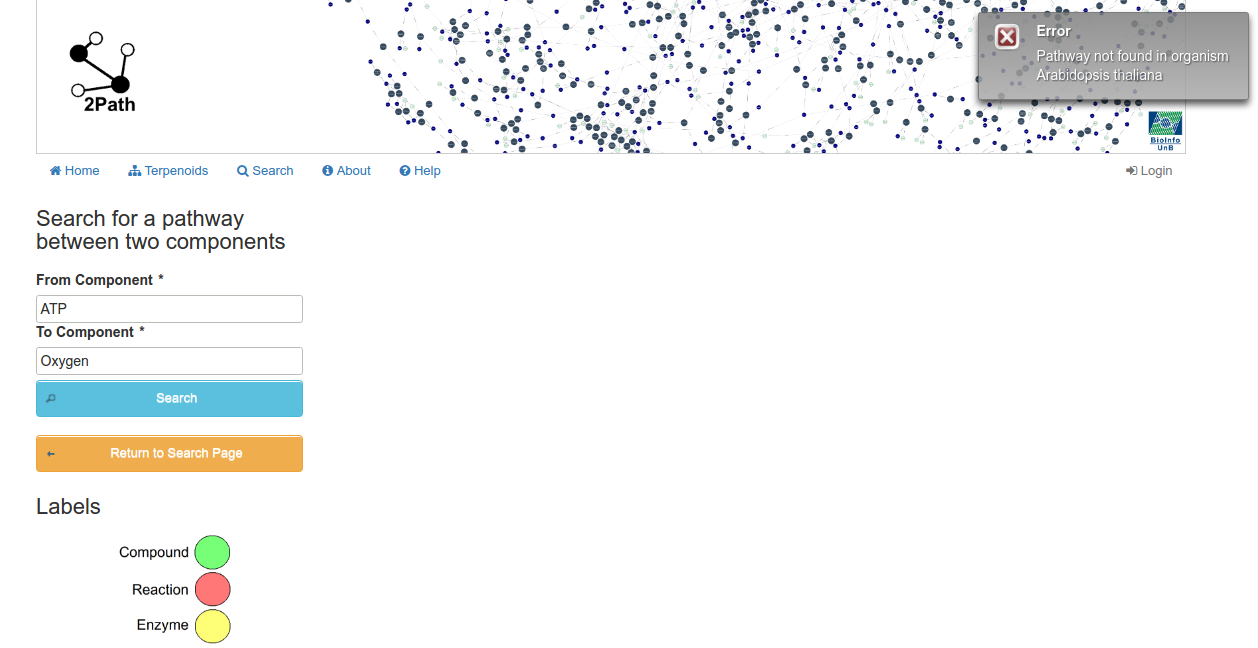 Error
Pathway not found in organism
Arabidopsis thaliana
2Path
BioInfo
UnB
Home Terpenoids Search About Help Login
Search for a pathway
between two components
From Component *
ATP
To Component *
Oxygen
Search
Return to Search Page
Labels
Compound
Reaction
Enzyme